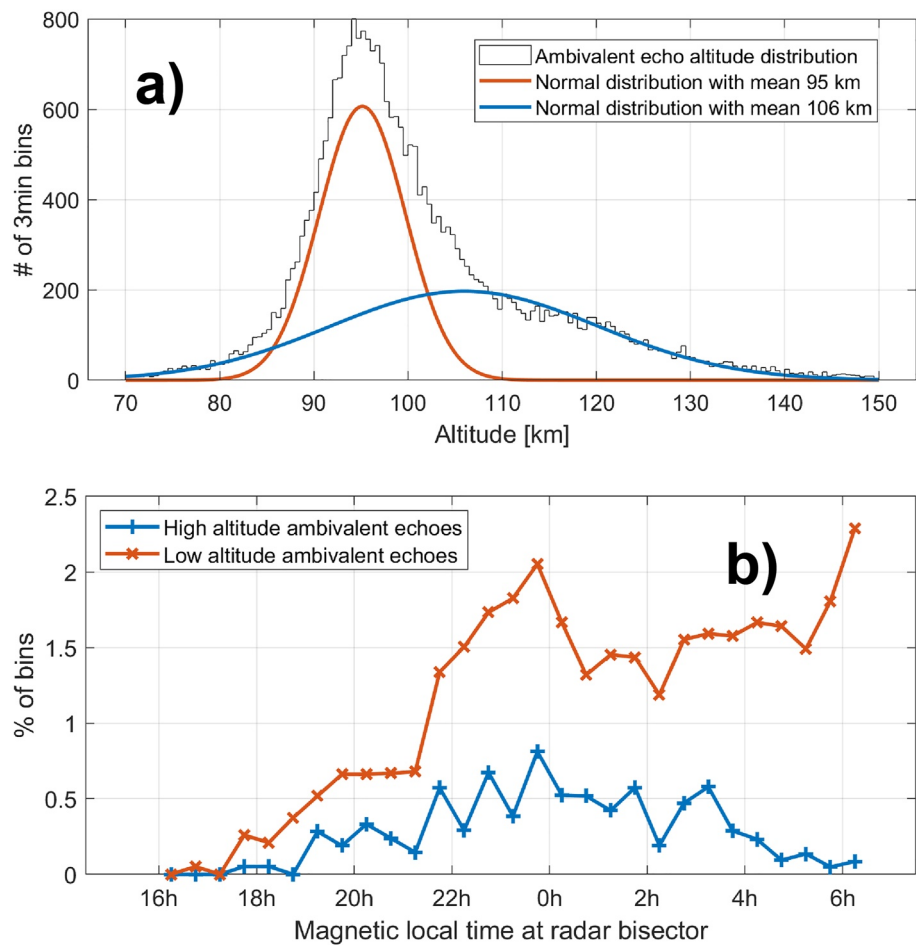 a)
Ambivalent echo altitude distribution
Normal distribution with mean 95 km
Normal distribution with mean 106 km
# of 3min bins
800
600
400
200
0
70 80 90 100 110 120 130 140 150
Altitude [km]
b)
High altitude ambivalent echoes
Low altitude ambivalent echoes
% of bins
2.5
2
1.5
1
0.5
0
16h 18h 20h 22h 0h 2h 4h 6h
Magnetic local time at radar bisector